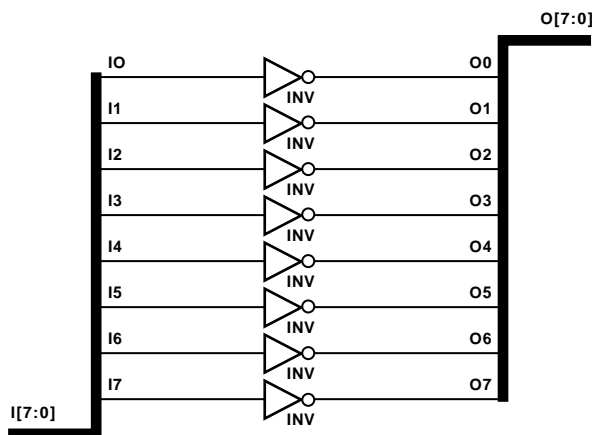 O[7:0]
IO O0
INV
I1 O1
INV
I2 O2
INV
I3 O3
INV
I4 O4
INV
I5 O5
INV
I6 O6
INV
I7 O7
INV
I[7:0]